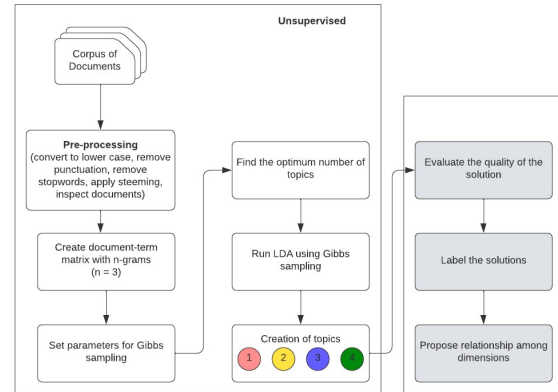 Unsupervised
Corpus of
Documents
Pre-processing
(convert to lower case, remove
punctuation, remove
stopwords, apply steeming,
inspect documents)
Create document-term
matrix with n-grams
(n = 3)
Set parameters for Gibbs
sampling
Find the optimum number of
topics
Run LDA using Gibbs
sampling
Creation of topics
1 2 3 4
Evaluate the quality of the
solution
Label the solutions
Propose relationship among
dimensions